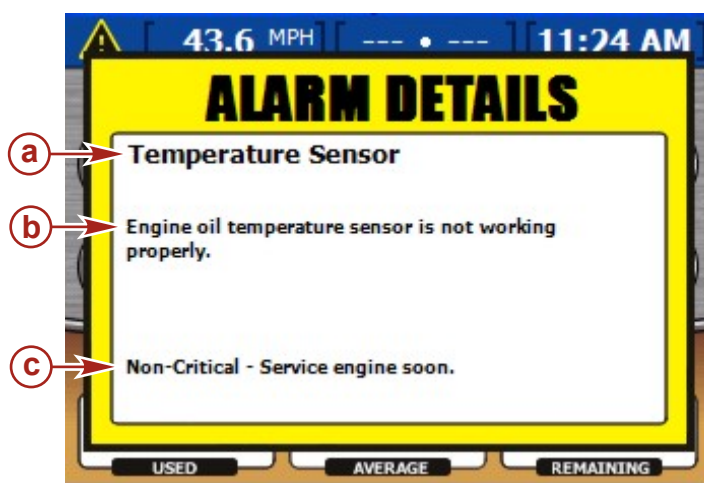 43.6 MPH --- • --- 11:24 AM
ALARM DETAILS
a Temperature Sensor
b Engine oil temperature sensor is not working
properly.
c Non-Critical - Service engine soon.
USED AVERAGE REMAINING